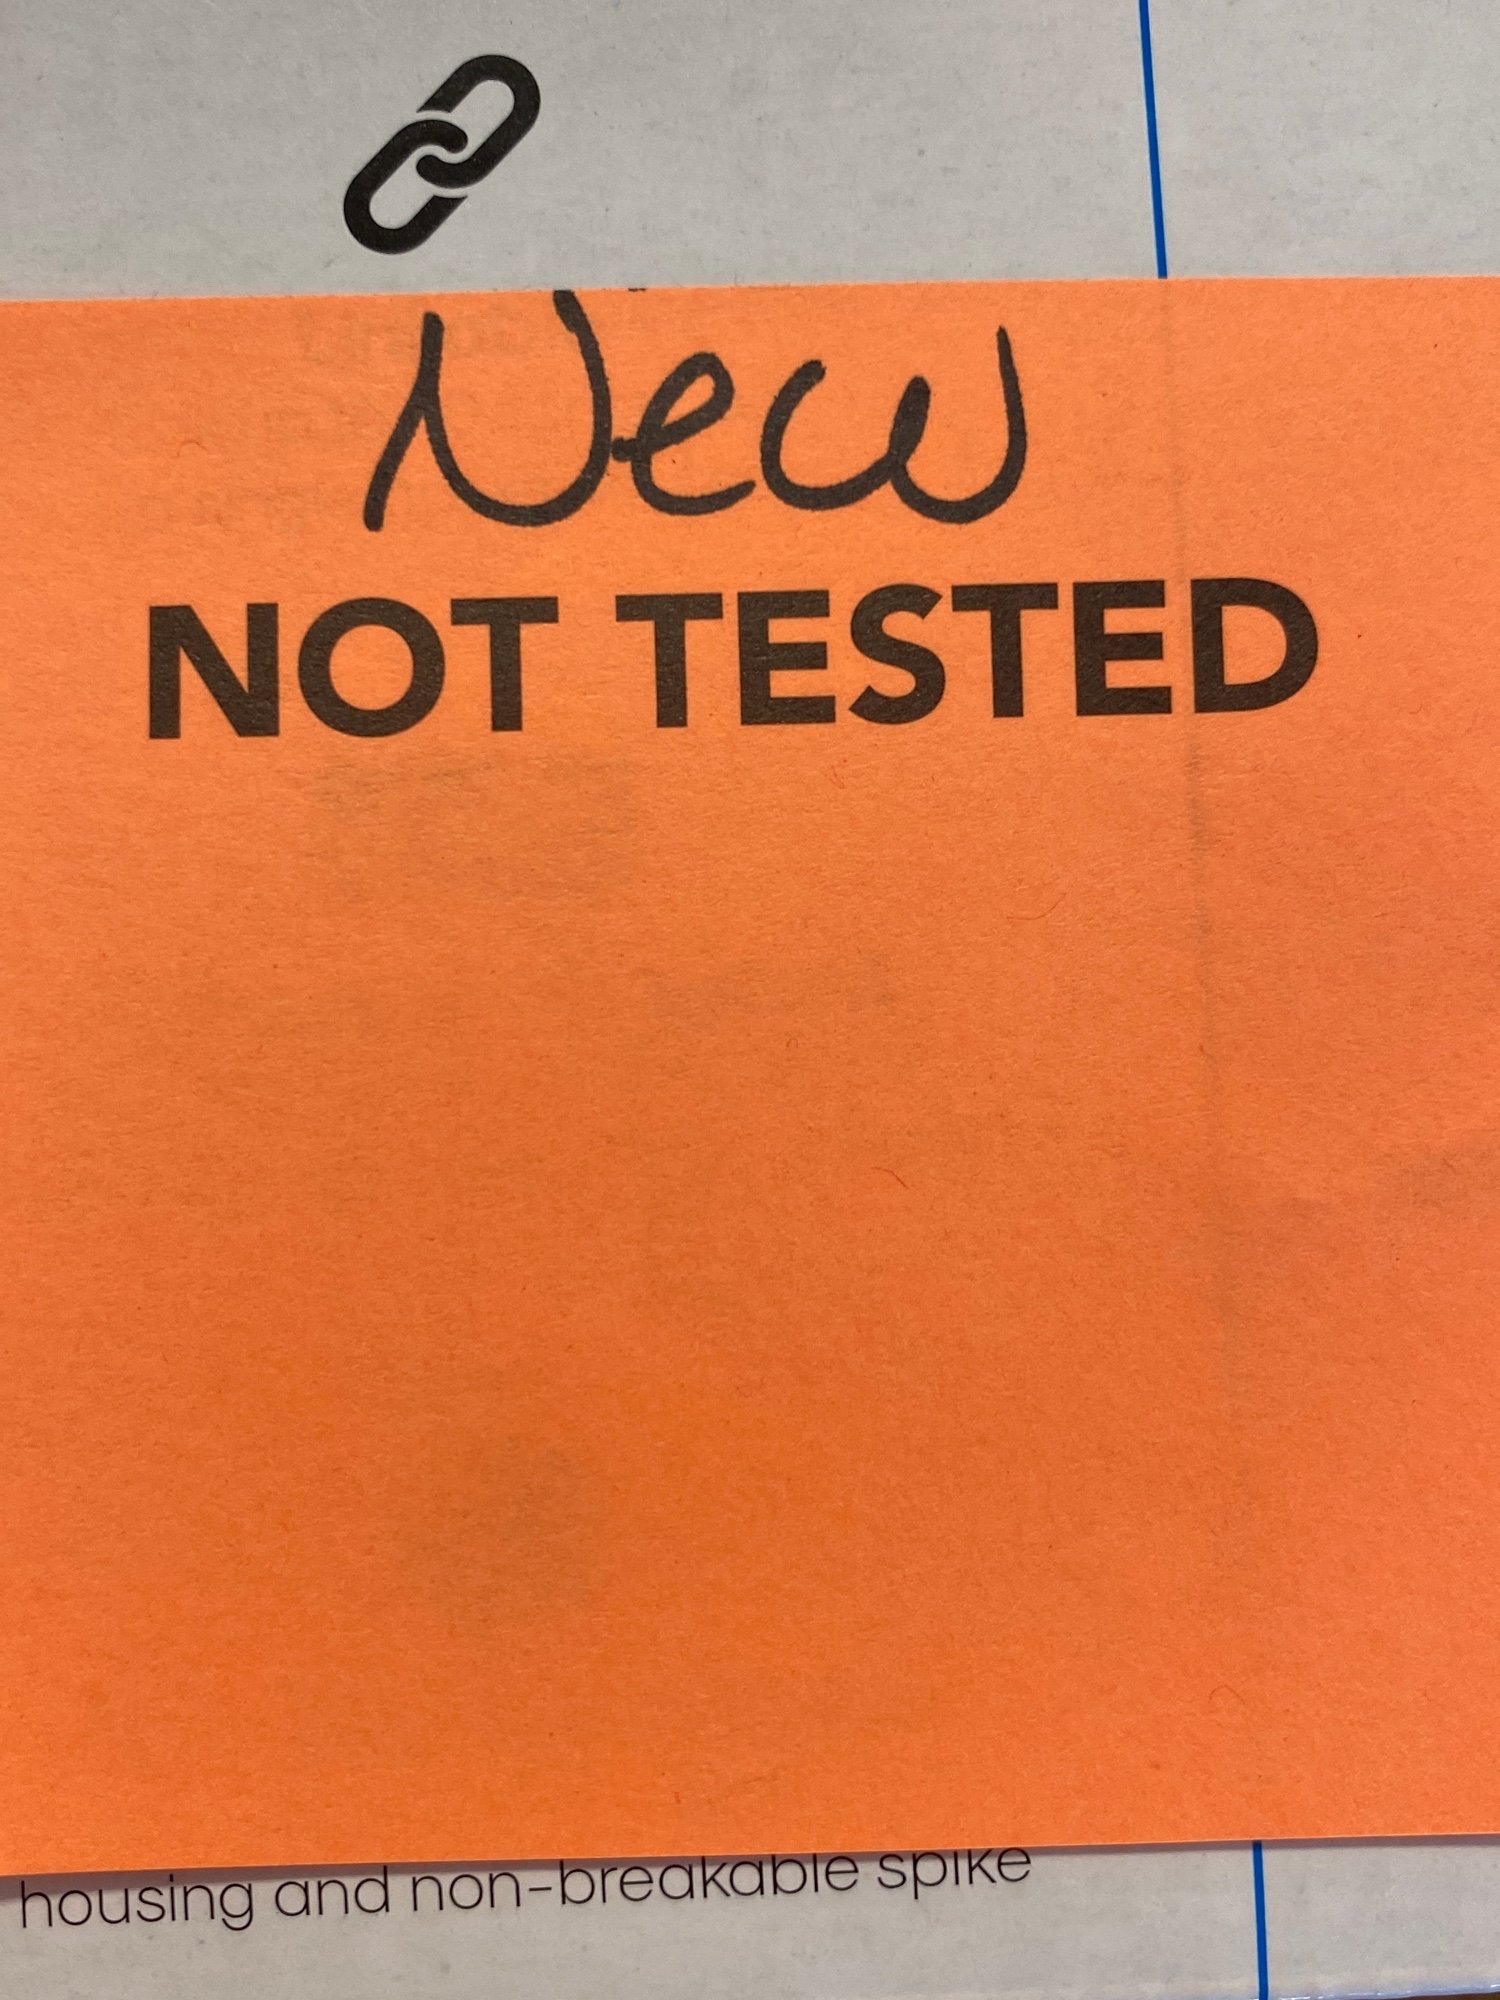 New
NOT TESTED
housing and non-breakable spike